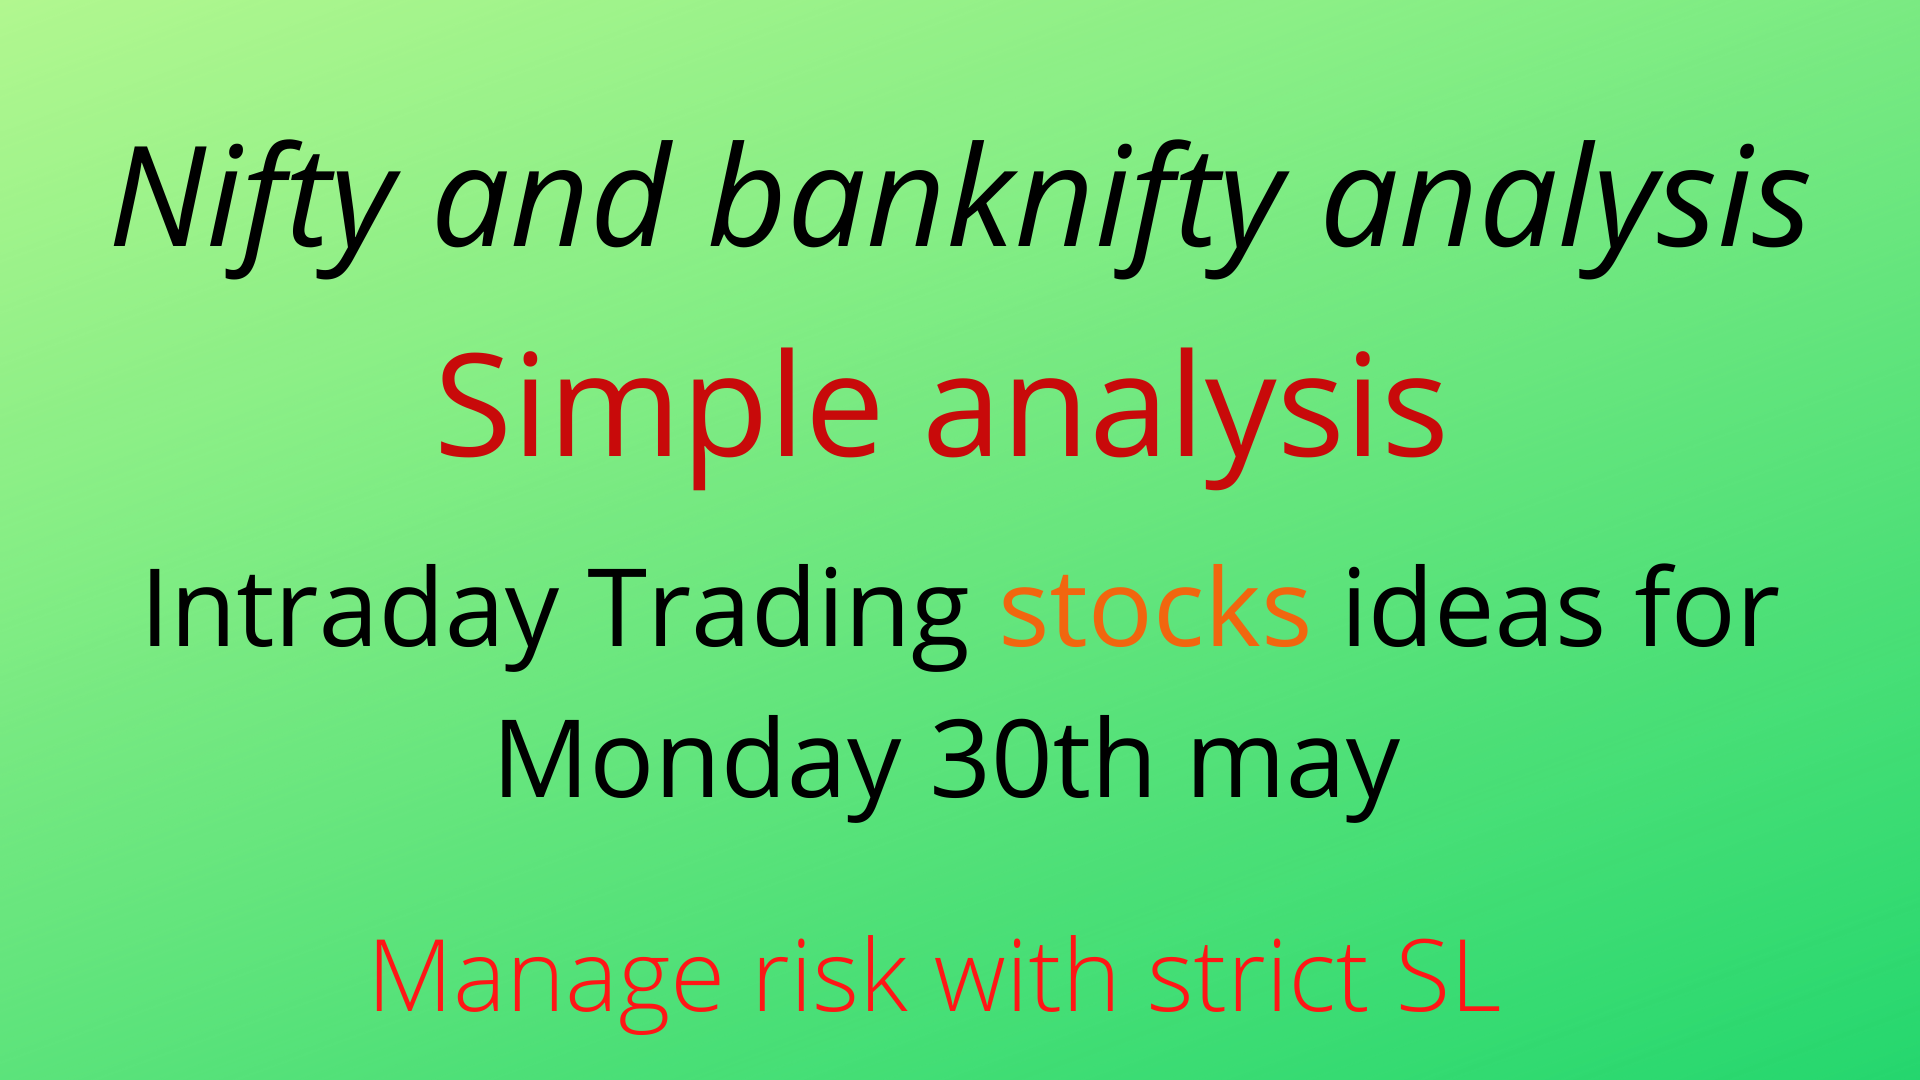 Nifty and banknifty analysis
Simple analysis
Intraday Trading stocks ideas for
Monday 30th may
Manage risk with strict SL